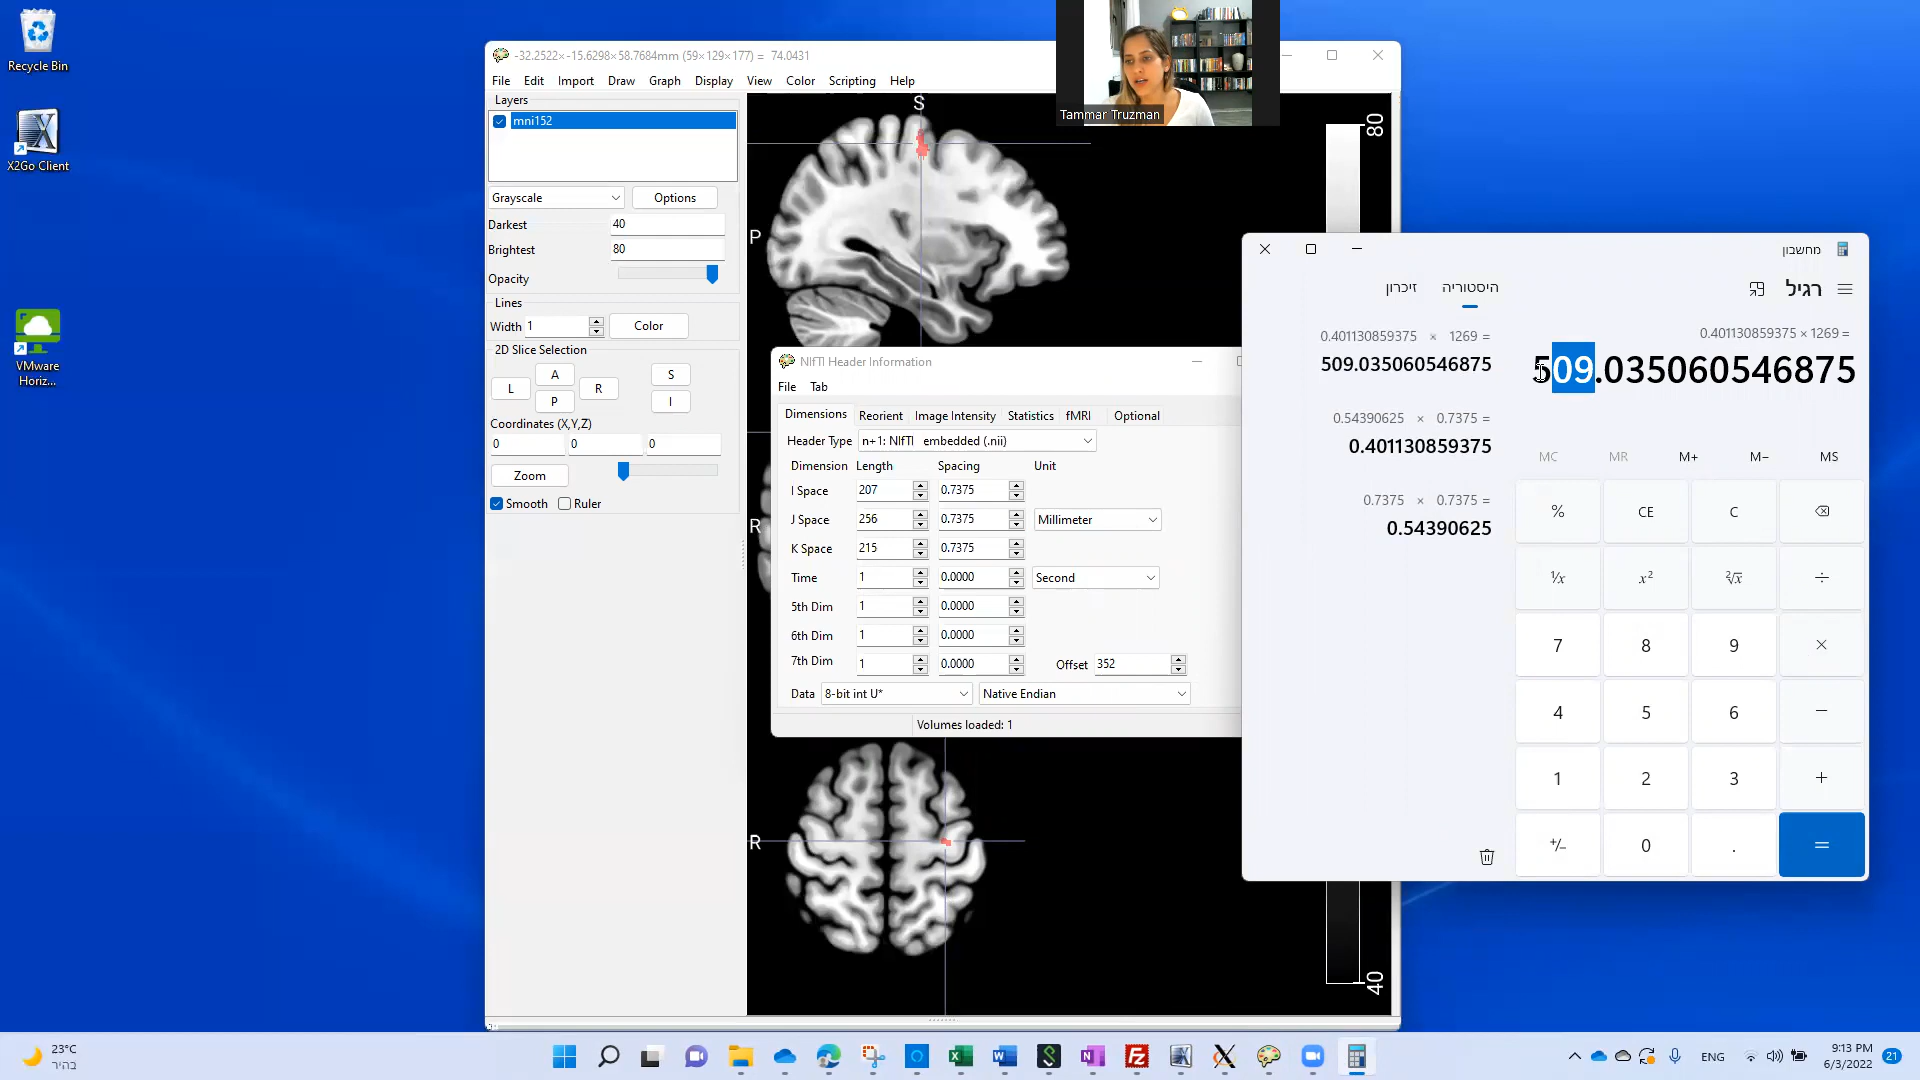 Recycle Bin
X2Go Client
VMware
Horiz...
-32.2522×-15.6298×58.7684mm (59×129×177) = 74.0431
File Edit Import Draw Graph Display View Color Scripting Help
Layers
mni152
Grayscale Options
Darkest 40
Brightest 80
Opacity
Lines
Width 1 Color
2D Slice Selection
A S
L R
P I
Coordinates (X,Y,Z)
0 0 0
Zoom
Smooth Ruler
S
P
R
R
80
40
Tammar Truzman
NIfTI Header Information
File Tab
Dimensions Reorient Image Intensity Statistics fMRI Optional
Header Type n+1: NIfTI embedded (.nii)
Dimension Length Spacing Unit
I Space 207 0.7375
J Space 256 0.7375 Millimeter
K Space 215 0.7375
Time 1 0.0000 Second
5th Dim 1 0.0000
6th Dim 1 0.0000
7th Dim 1 0.0000 Offset 352
Data 8-bit int U* Native Endian
Volumes loaded: 1
מחשבון
רגיל
היסטוריה זיכרון
0.401130859375 × 1269 =
509.035060546875
0.54390625 × 0.7375 =
0.401130859375
0.7375 × 0.7375 =
0.54390625
0.401130859375 × 1269 =
509.035060546875
MC MR M+ M− MS
% CE C
¹/x x² ²√x ÷
7 8 9 ×
4 5 6 −
1 2 3 +
+/− 0 . =
23°C
בהיר
ENG
9:13 PM
6/3/2022
21